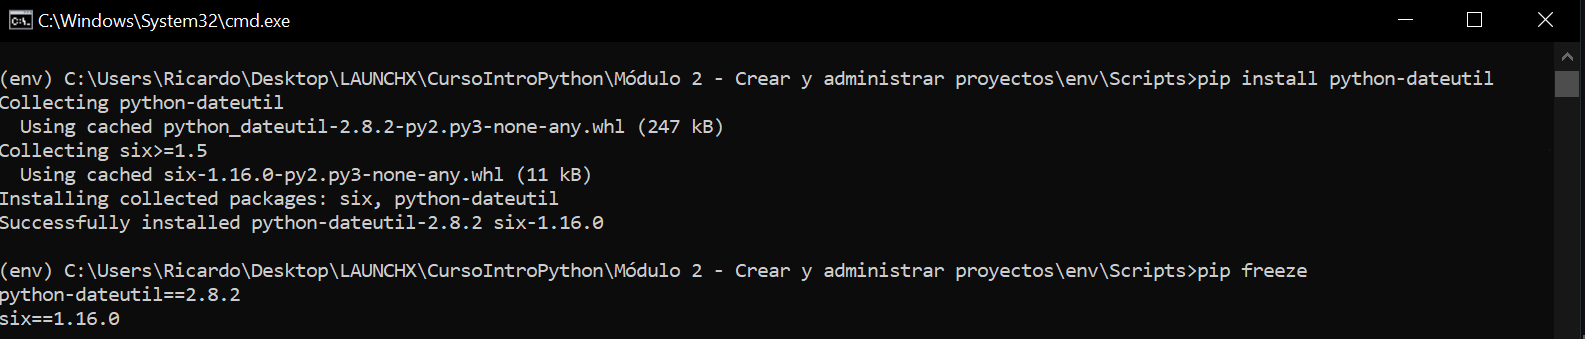 C:\Windows\System32\cmd.exe
(env) C:\Users\Ricardo\Desktop\LAUNCHX\CursoIntroPython\Módulo 2 - Crear y administrar proyectos\env\Scripts>pip install python-dateutil
Collecting python-dateutil
  Using cached python_dateutil-2.8.2-py2.py3-none-any.whl (247 kB)
Collecting six>=1.5
  Using cached six-1.16.0-py2.py3-none-any.whl (11 kB)
Installing collected packages: six, python-dateutil
Successfully installed python-dateutil-2.8.2 six-1.16.0
(env) C:\Users\Ricardo\Desktop\LAUNCHX\CursoIntroPython\Módulo 2 - Crear y administrar proyectos\env\Scripts>pip freeze
python-dateutil==2.8.2
six==1.16.0